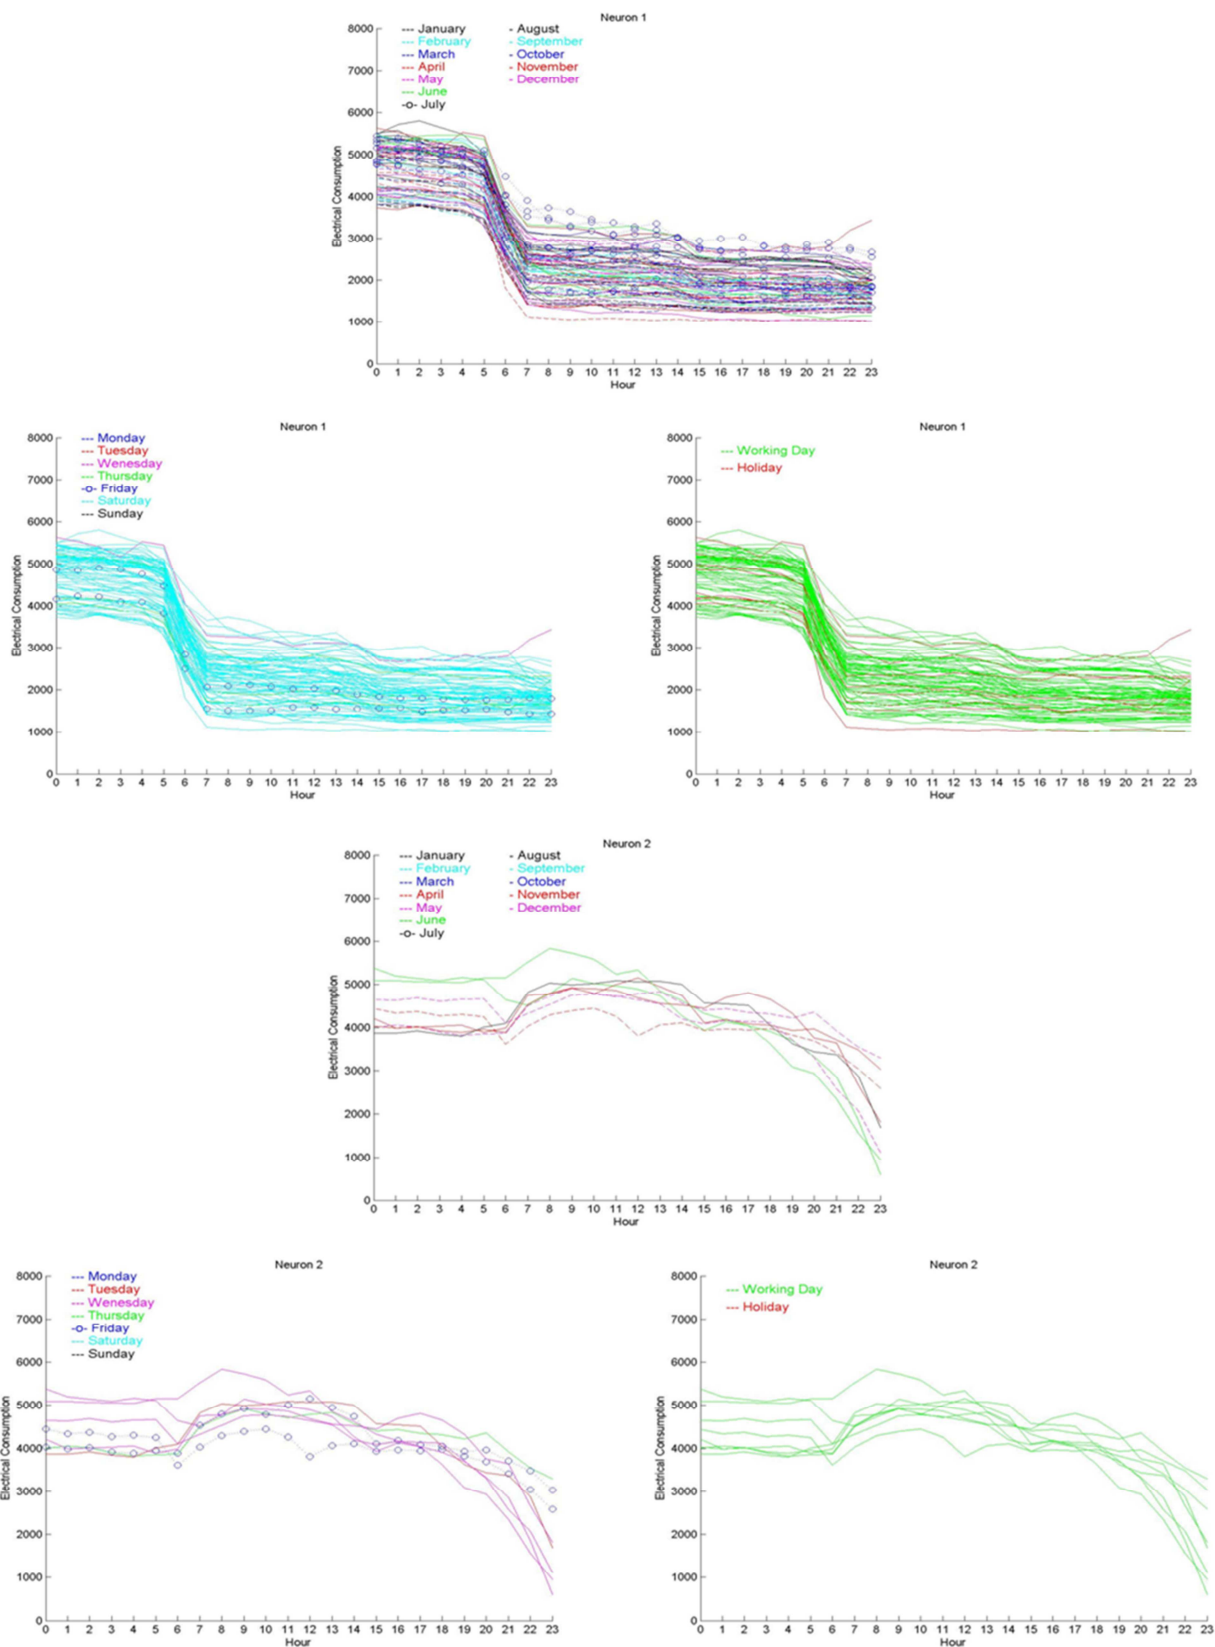 Neuron 1
8000
7000
6000
5000
4000
3000
2000
1000
0
Electrical Consumption
--- January - August
--- February - September
--- March - October
--- April - November
--- May - December
--- June
-o- July
0 1 2 3 4 5 6 7 8 9 10 11 12 13 14 15 16 17 18 19 20 21 22 23
Hour
Neuron 1
8000
7000
6000
5000
4000
3000
2000
1000
0
Electrical Consumption
--- Monday
--- Tuesday
--- Wenesday
--- Thursday
-o- Friday
--- Saturday
--- Sunday
0 1 2 3 4 5 6 7 8 9 10 11 12 13 14 15 16 17 18 19 20 21 22 23
Hour
Neuron 1
8000
7000
6000
5000
4000
3000
2000
1000
0
Electrical Consumption
--- Working Day
--- Holiday
0 1 2 3 4 5 6 7 8 9 10 11 12 13 14 15 16 17 18 19 20 21 22 23
Hour
Neuron 2
8000
7000
6000
5000
4000
3000
2000
1000
0
Electrical Consumption
--- January - August
--- February - September
--- March - October
--- April - November
--- May - December
--- June
-o- July
0 1 2 3 4 5 6 7 8 9 10 11 12 13 14 15 16 17 18 19 20 21 22 23
Hour
Neuron 2
8000
7000
6000
5000
4000
3000
2000
1000
0
Electrical Consumption
--- Monday
--- Tuesday
--- Wenesday
--- Thursday
-o- Friday
--- Saturday
--- Sunday
0 1 2 3 4 5 6 7 8 9 10 11 12 13 14 15 16 17 18 19 20 21 22 23
Hour
Neuron 2
8000
7000
6000
5000
4000
3000
2000
1000
0
Electrical Consumption
--- Working Day
--- Holiday
0 1 2 3 4 5 6 7 8 9 10 11 12 13 14 15 16 17 18 19 20 21 22 23
Hour